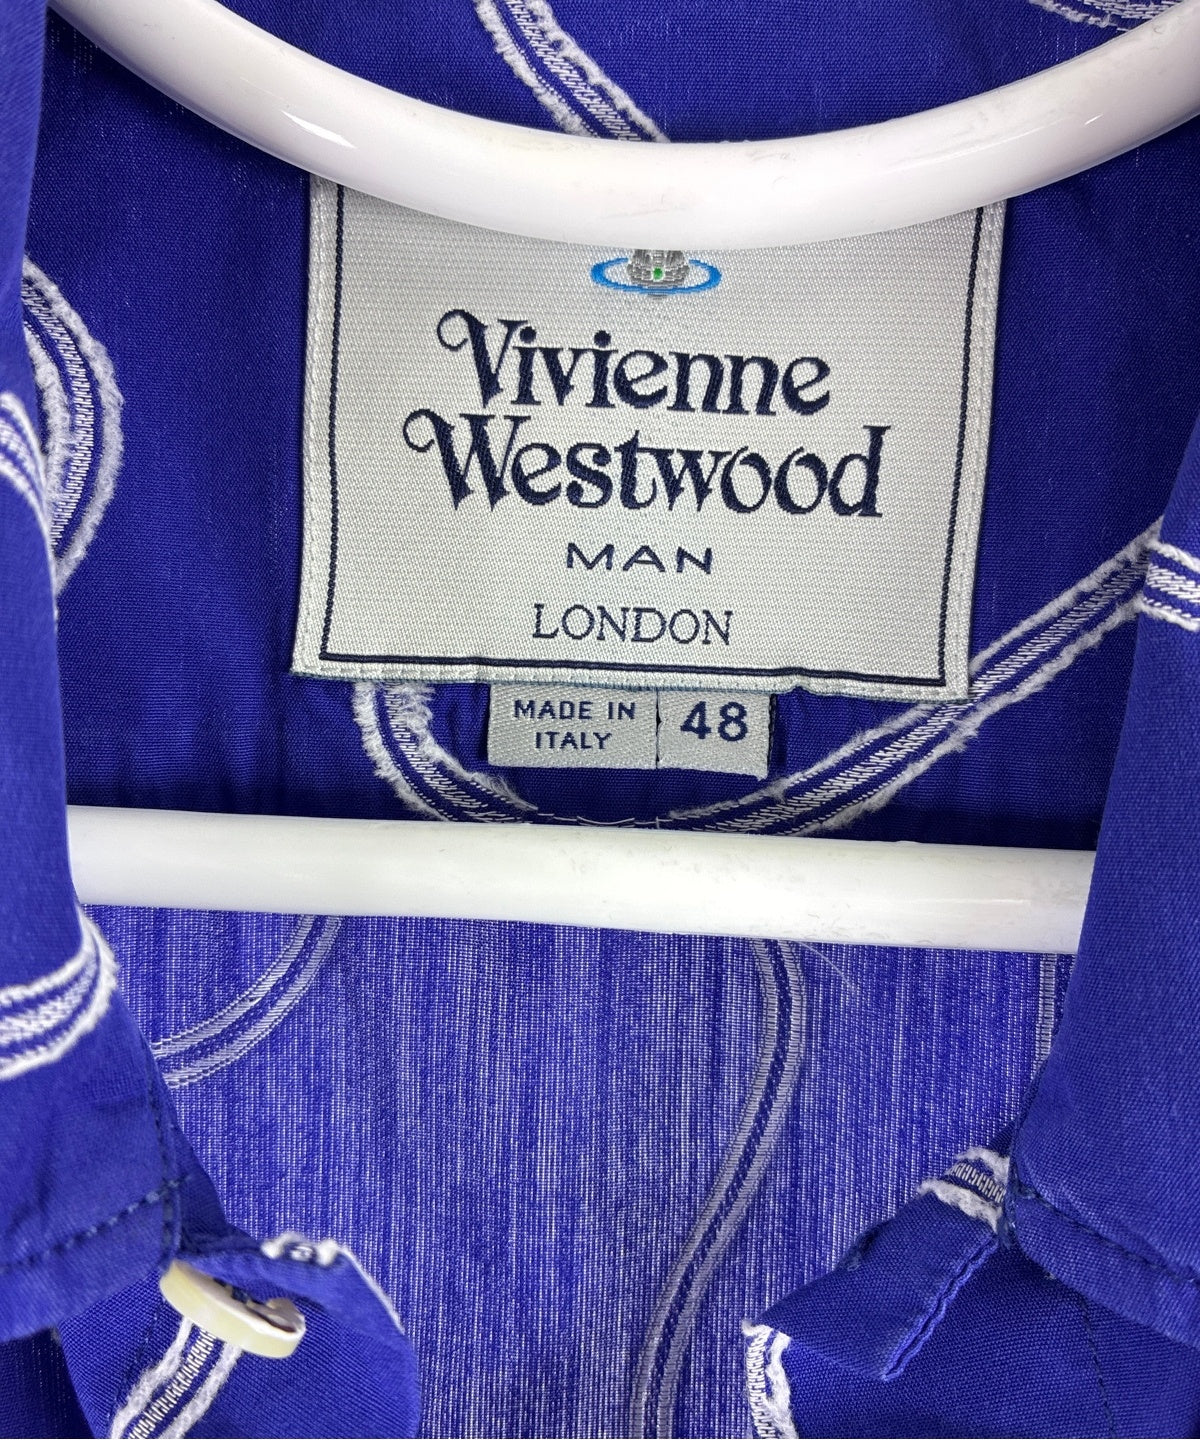 Vivienne
Westwood
MAN
LONDON
MADE IN
ITALY
48